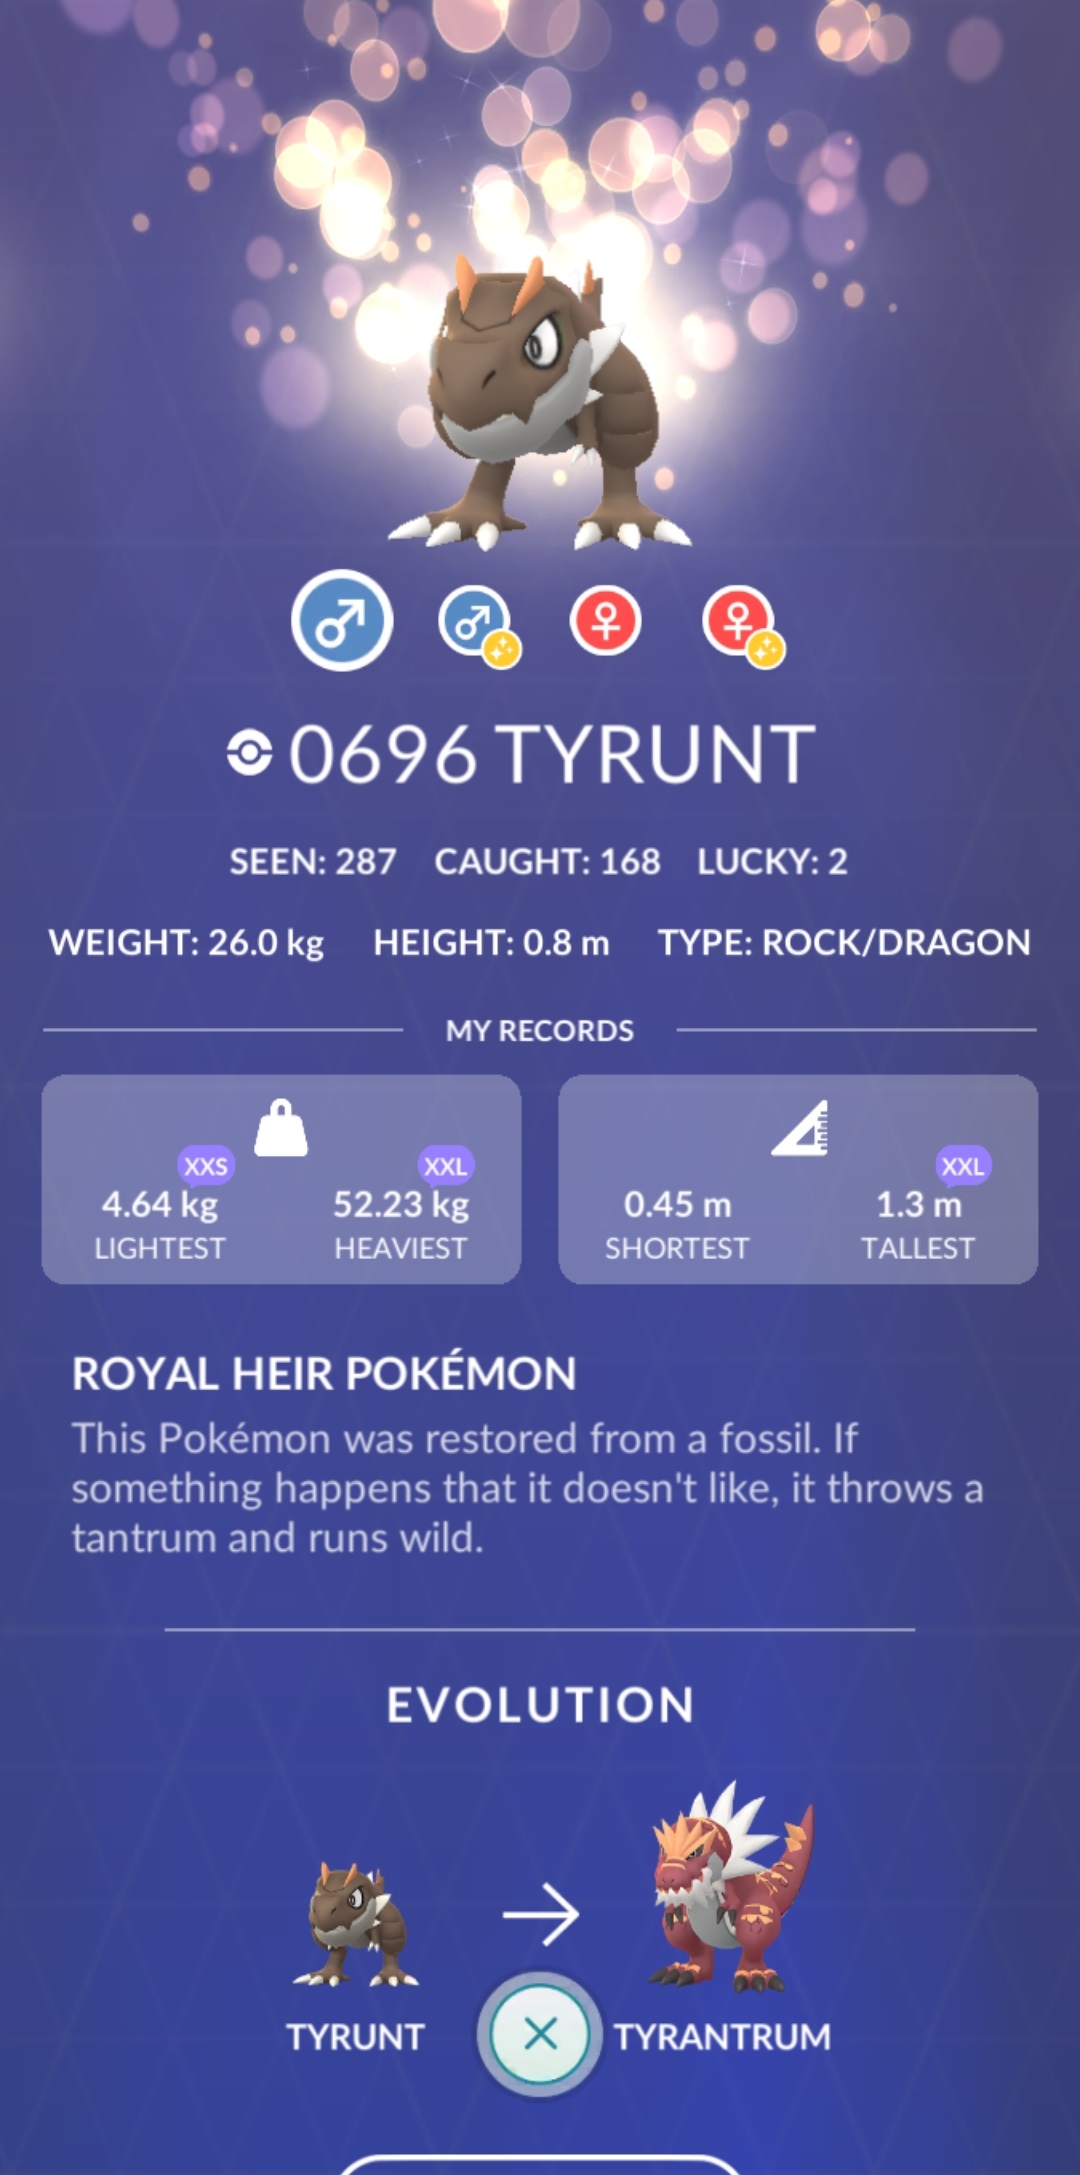 0696 TYRUNT
SEEN: 287 CAUGHT: 168 LUCKY: 2
WEIGHT: 26.0 kg HEIGHT: 0.8 m TYPE: ROCK/DRAGON
MY RECORDS
XXS XXL XXL
4.64 kg 52.23 kg 0.45 m 1.3 m
LIGHTEST HEAVIEST SHORTEST TALLEST
ROYAL HEIR POKÉMON
This Pokémon was restored from a fossil. If
something happens that it doesn't like, it throws a
tantrum and runs wild.
EVOLUTION
TYRUNT TYRANTRUM